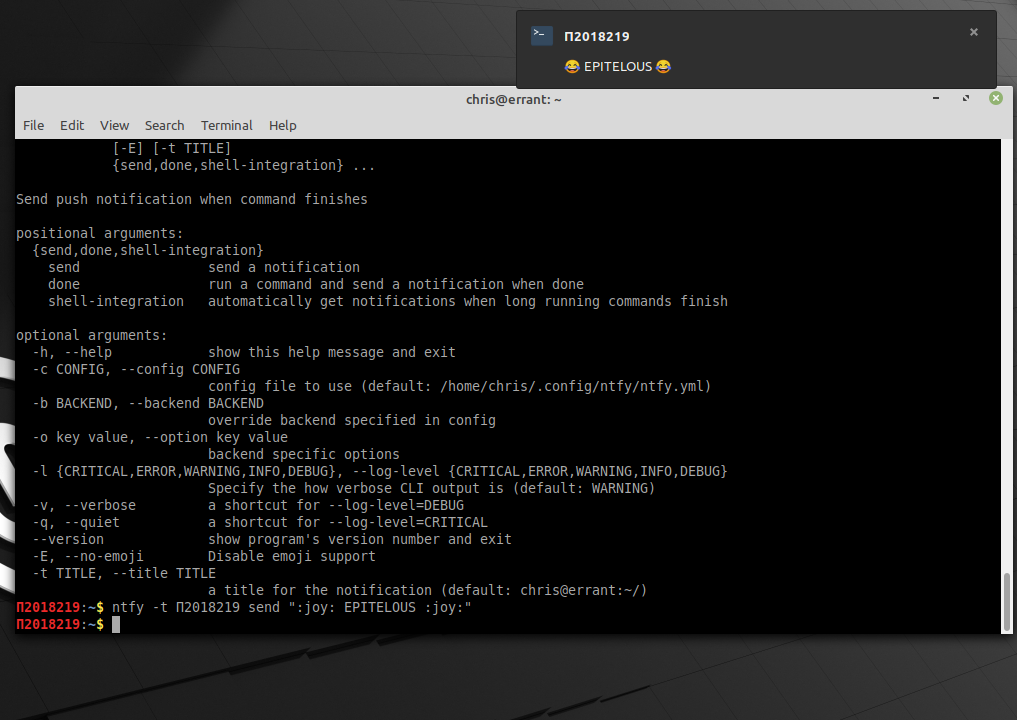 П2018219
😂 EPITELOUS 😂
chris@errant: ~
File Edit View Search Terminal Help
[-E] [-t TITLE]
{send,done,shell-integration} ...
Send push notification when command finishes
positional arguments:
{send,done,shell-integration}
send send a notification
done run a command and send a notification when done
shell-integration automatically get notifications when long running commands finish
optional arguments:
-h, --help show this help message and exit
-c CONFIG, --config CONFIG
config file to use (default: /home/chris/.config/ntfy/ntfy.yml)
-b BACKEND, --backend BACKEND
override backend specified in config
-o key value, --option key value
backend specific options
-l {CRITICAL,ERROR,WARNING,INFO,DEBUG}, --log-level {CRITICAL,ERROR,WARNING,INFO,DEBUG}
Specify the how verbose CLI output is (default: WARNING)
-v, --verbose a shortcut for --log-level=DEBUG
-q, --quiet a shortcut for --log-level=CRITICAL
--version show program's version number and exit
-E, --no-emoji Disable emoji support
-t TITLE, --title TITLE
a title for the notification (default: chris@errant:~/)
П2018219:~$ ntfy -t П2018219 send ":joy: EPITELOUS :joy:"
П2018219:~$